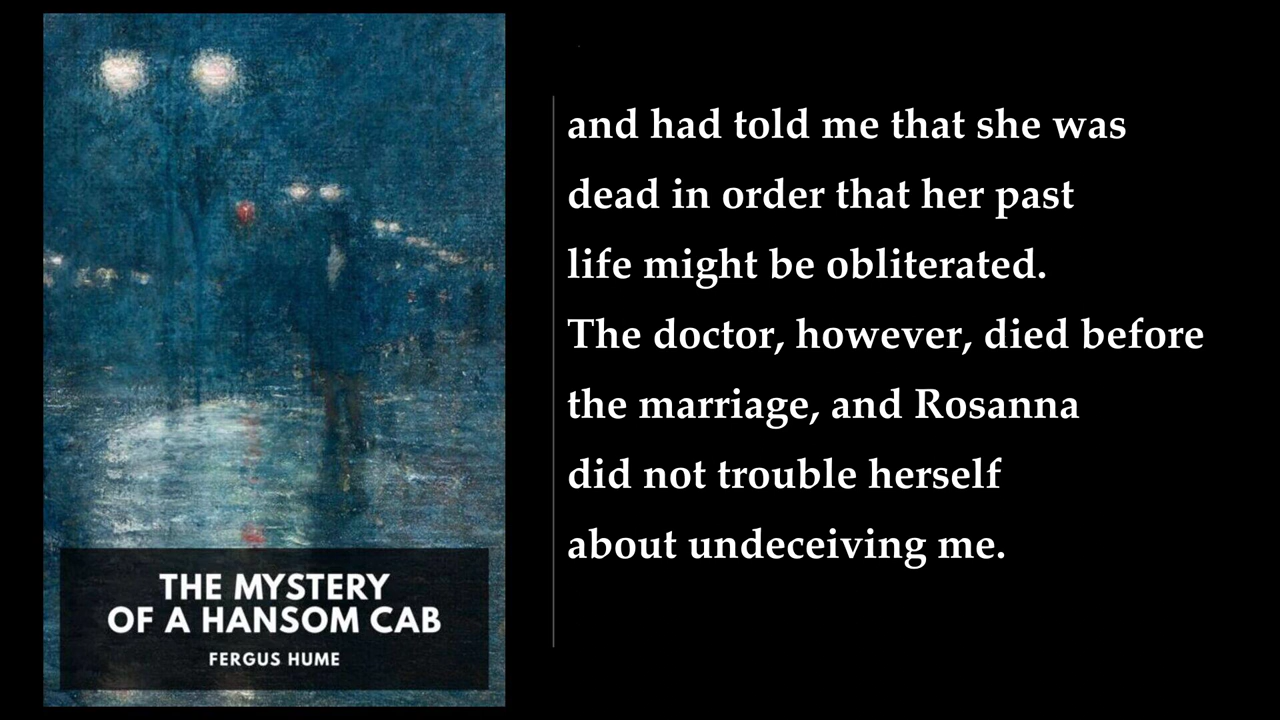 and had told me that she was
dead in order that her past
life might be obliterated.
The doctor, however, died before
the marriage, and Rosanna
did not trouble herself
about undeceiving me.
THE MYSTERY
OF A HANSOM CAB
FERGUS HUME